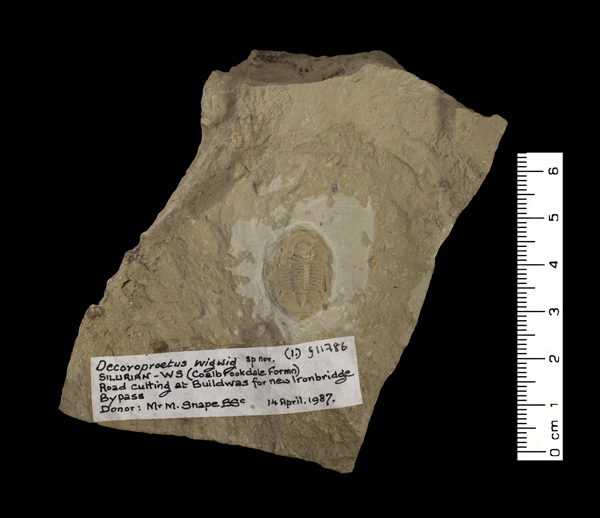 Decoroproetus wigwig sp nov. (1.) g 11786
SILURIAN - WS (Coalbrookdale Formn)
Road cutting at Buildwas for new Ironbridge
Bypass
Donor: Mr M. Snape BSc 14 April. 1987.
6
5
4
3
2
1
0 cm